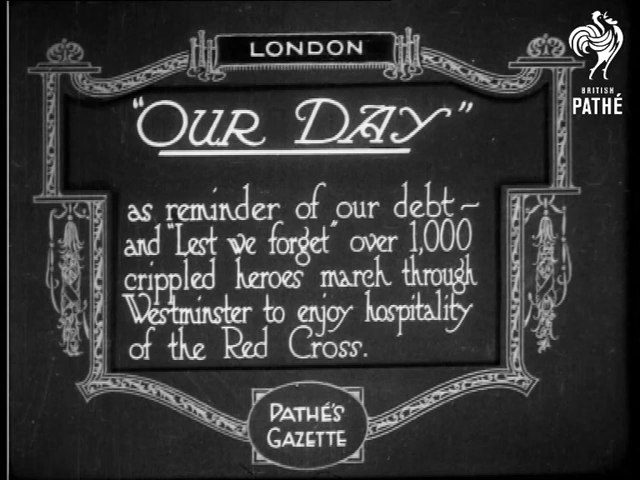 LONDON
BRITISH
PATHÉ
"OUR DAY"
as reminder of our debt –
and "Lest we forget" over 1,000
crippled heroes march through
Westminster to enjoy hospitality
of the Red Cross.
PATHÉ'S
GAZETTE